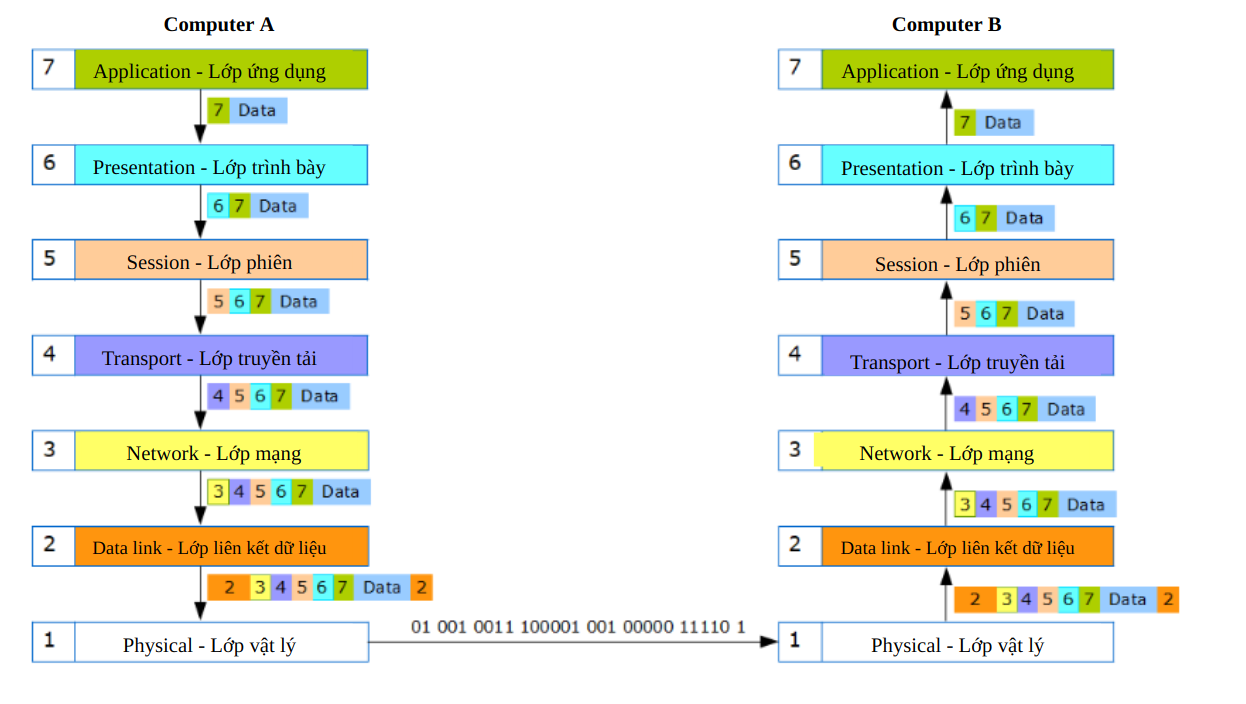 Computer A
Computer B
7 Application - Lớp ứng dụng
7 Application - Lớp ứng dụng
7 Data
7 Data
6 Presentation - Lớp trình bày
6 Presentation - Lớp trình bày
6 7 Data
6 7 Data
5 Session - Lớp phiên
5 Session - Lớp phiên
5 6 7 Data
5 6 7 Data
4 Transport - Lớp truyền tải
4 Transport - Lớp truyền tải
4 5 6 7 Data
4 5 6 7 Data
3 Network - Lớp mạng
3 Network - Lớp mạng
3 4 5 6 7 Data
3 4 5 6 7 Data
2 Data link - Lớp liên kết dữ liệu
2 Data link - Lớp liên kết dữ liệu
2 3 4 5 6 7 Data 2
2 3 4 5 6 7 Data 2
1 Physical - Lớp vật lý
01 001 0011 100001 001 00000 11110 1
1 Physical - Lớp vật lý